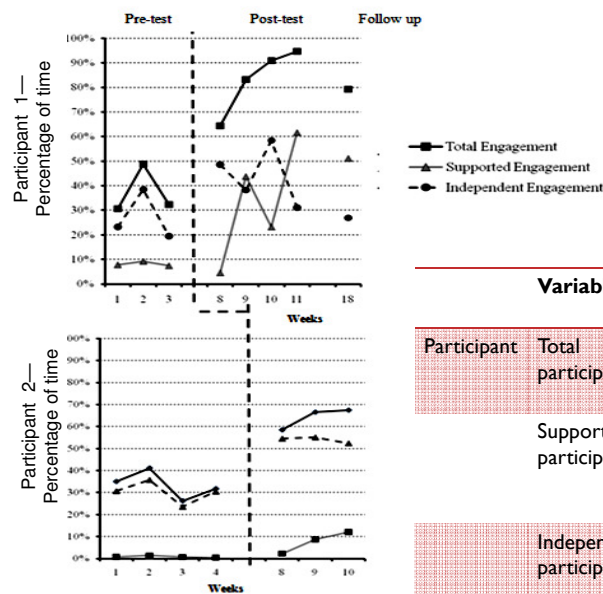 Pre-test Post-test Follow up
Participant 1—
Percentage of time
100%
90%
80%
70%
60%
50%
40%
30%
20%
10%
0%
1 2 3 8 9 10 11 18
Weeks
Total Engagement
Supported Engagement
Independent Engagement
Participant 2—
Percentage of time
00%
90%
80%
70%
60%
50%
40%
30%
20%
10%
0%
1 2 3 4 8 9 10
Weeks
Variab
Participant Total
particip
Support
particip
Indeper
particip